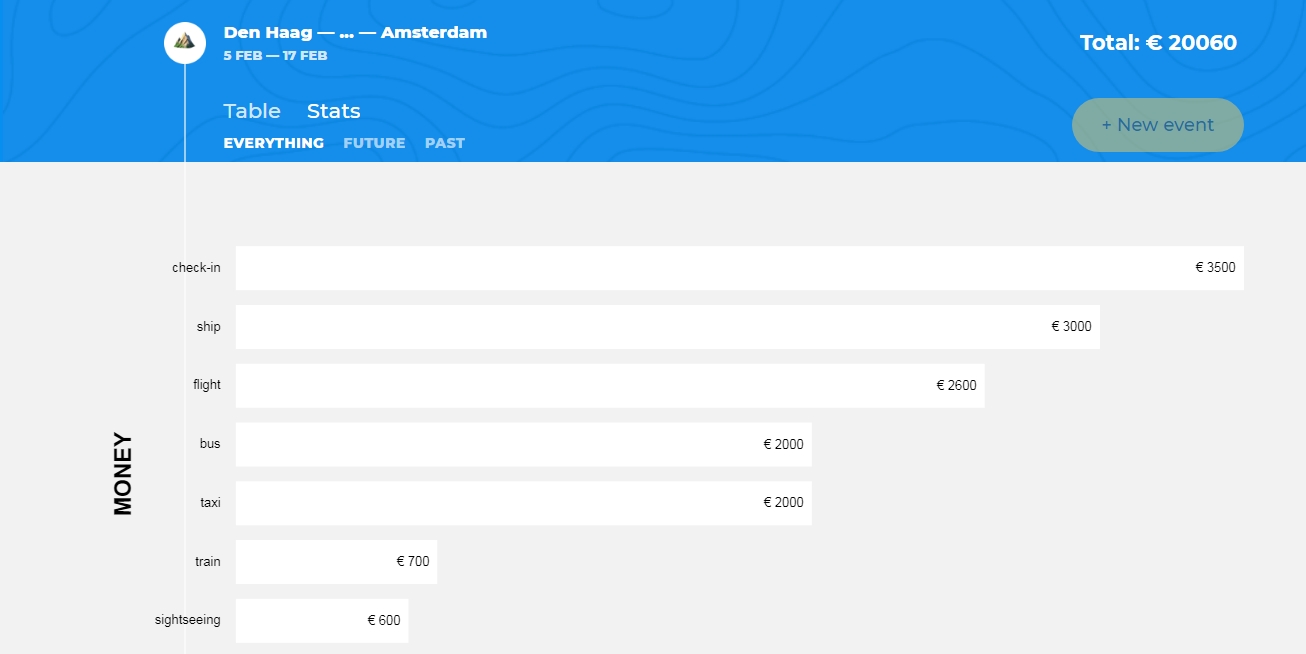 Den Haag — ... — Amsterdam
5 FEB — 17 FEB
Total: € 20060
Table Stats
EVERYTHING FUTURE PAST
+ New event
MONEY
check-in € 3500
ship € 3000
flight € 2600
bus € 2000
taxi € 2000
train € 700
sightseeing € 600